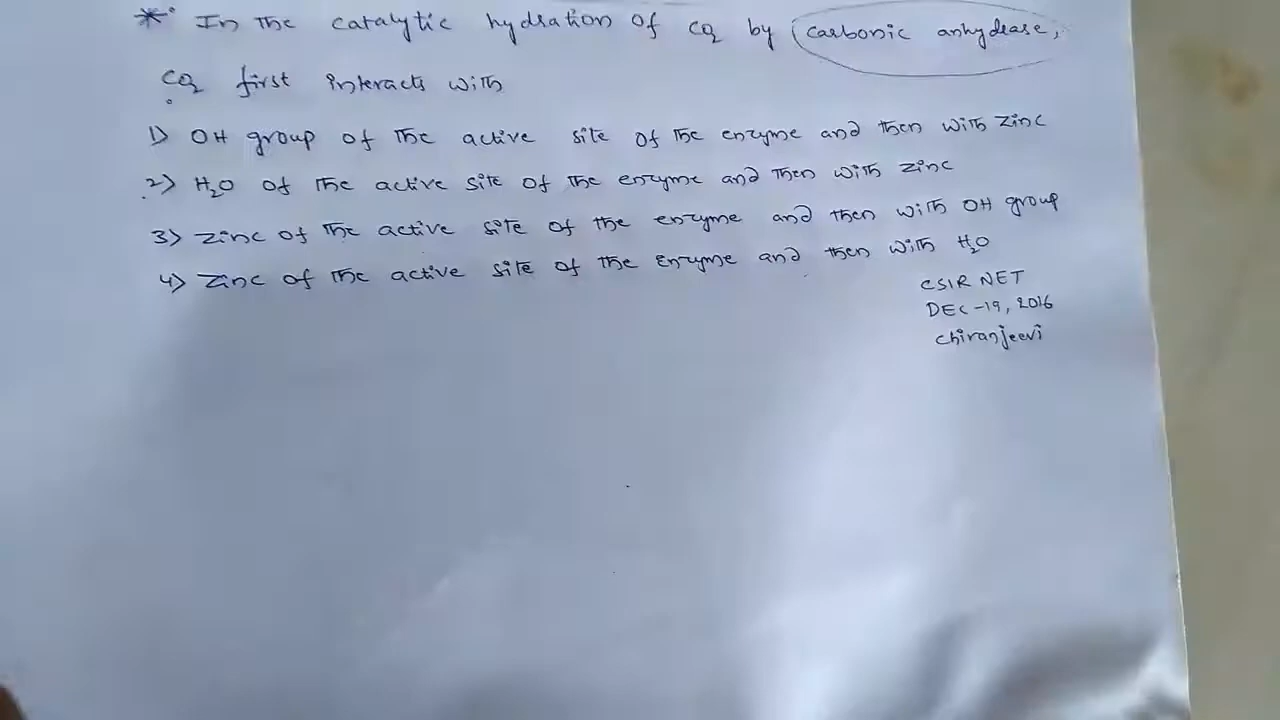 * In the catalytic hydration of CO2 by carbonic anhydrase,
CO2 first interacts with
1) OH group of the active site of the enzyme and then with zinc
2) H2O of the active site of the enzyme and then with zinc
3) zinc of the active site of the enzyme and then with OH group
4) zinc of the active site of the enzyme and then with H2O
CSIR NET
DEC-19, 2016
chiranjeevi